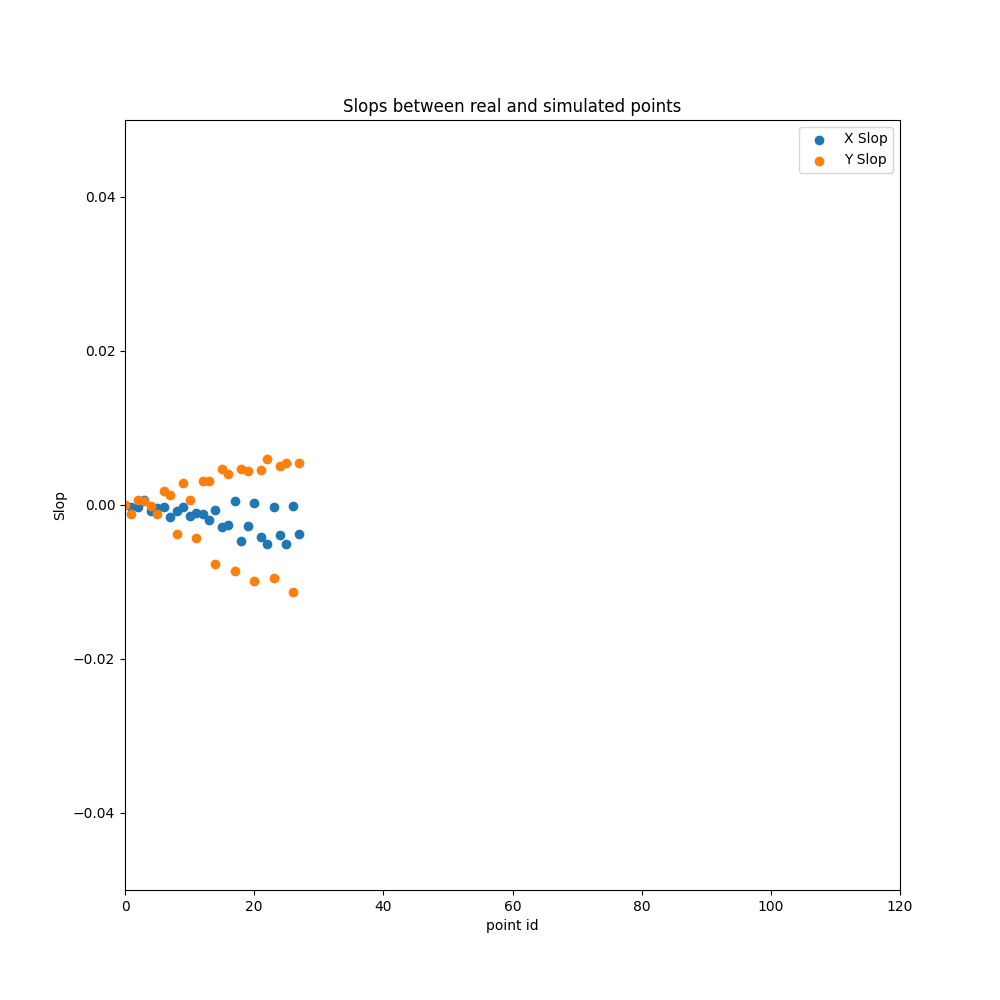 Slops between real and simulated points
X Slop
Y Slop
0.04
0.02
0.00
−0.02
−0.04
Slop
0 20 40 60 80 100 120
point id